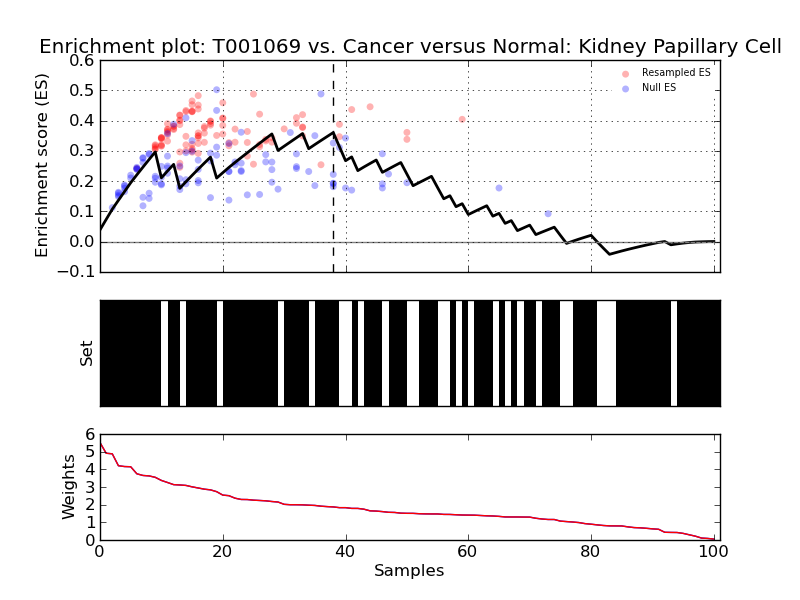 Enrichment plot: T001069 vs. Cancer versus Normal: Kidney Papillary Cell
0.6
0.5
0.4
0.3
0.2
0.1
0.0
−0.1
Enrichment score (ES)
Resampled ES
Null ES
Set
6
5
4
3
2
1
0
Weights
0 20 40 60 80 100
Samples